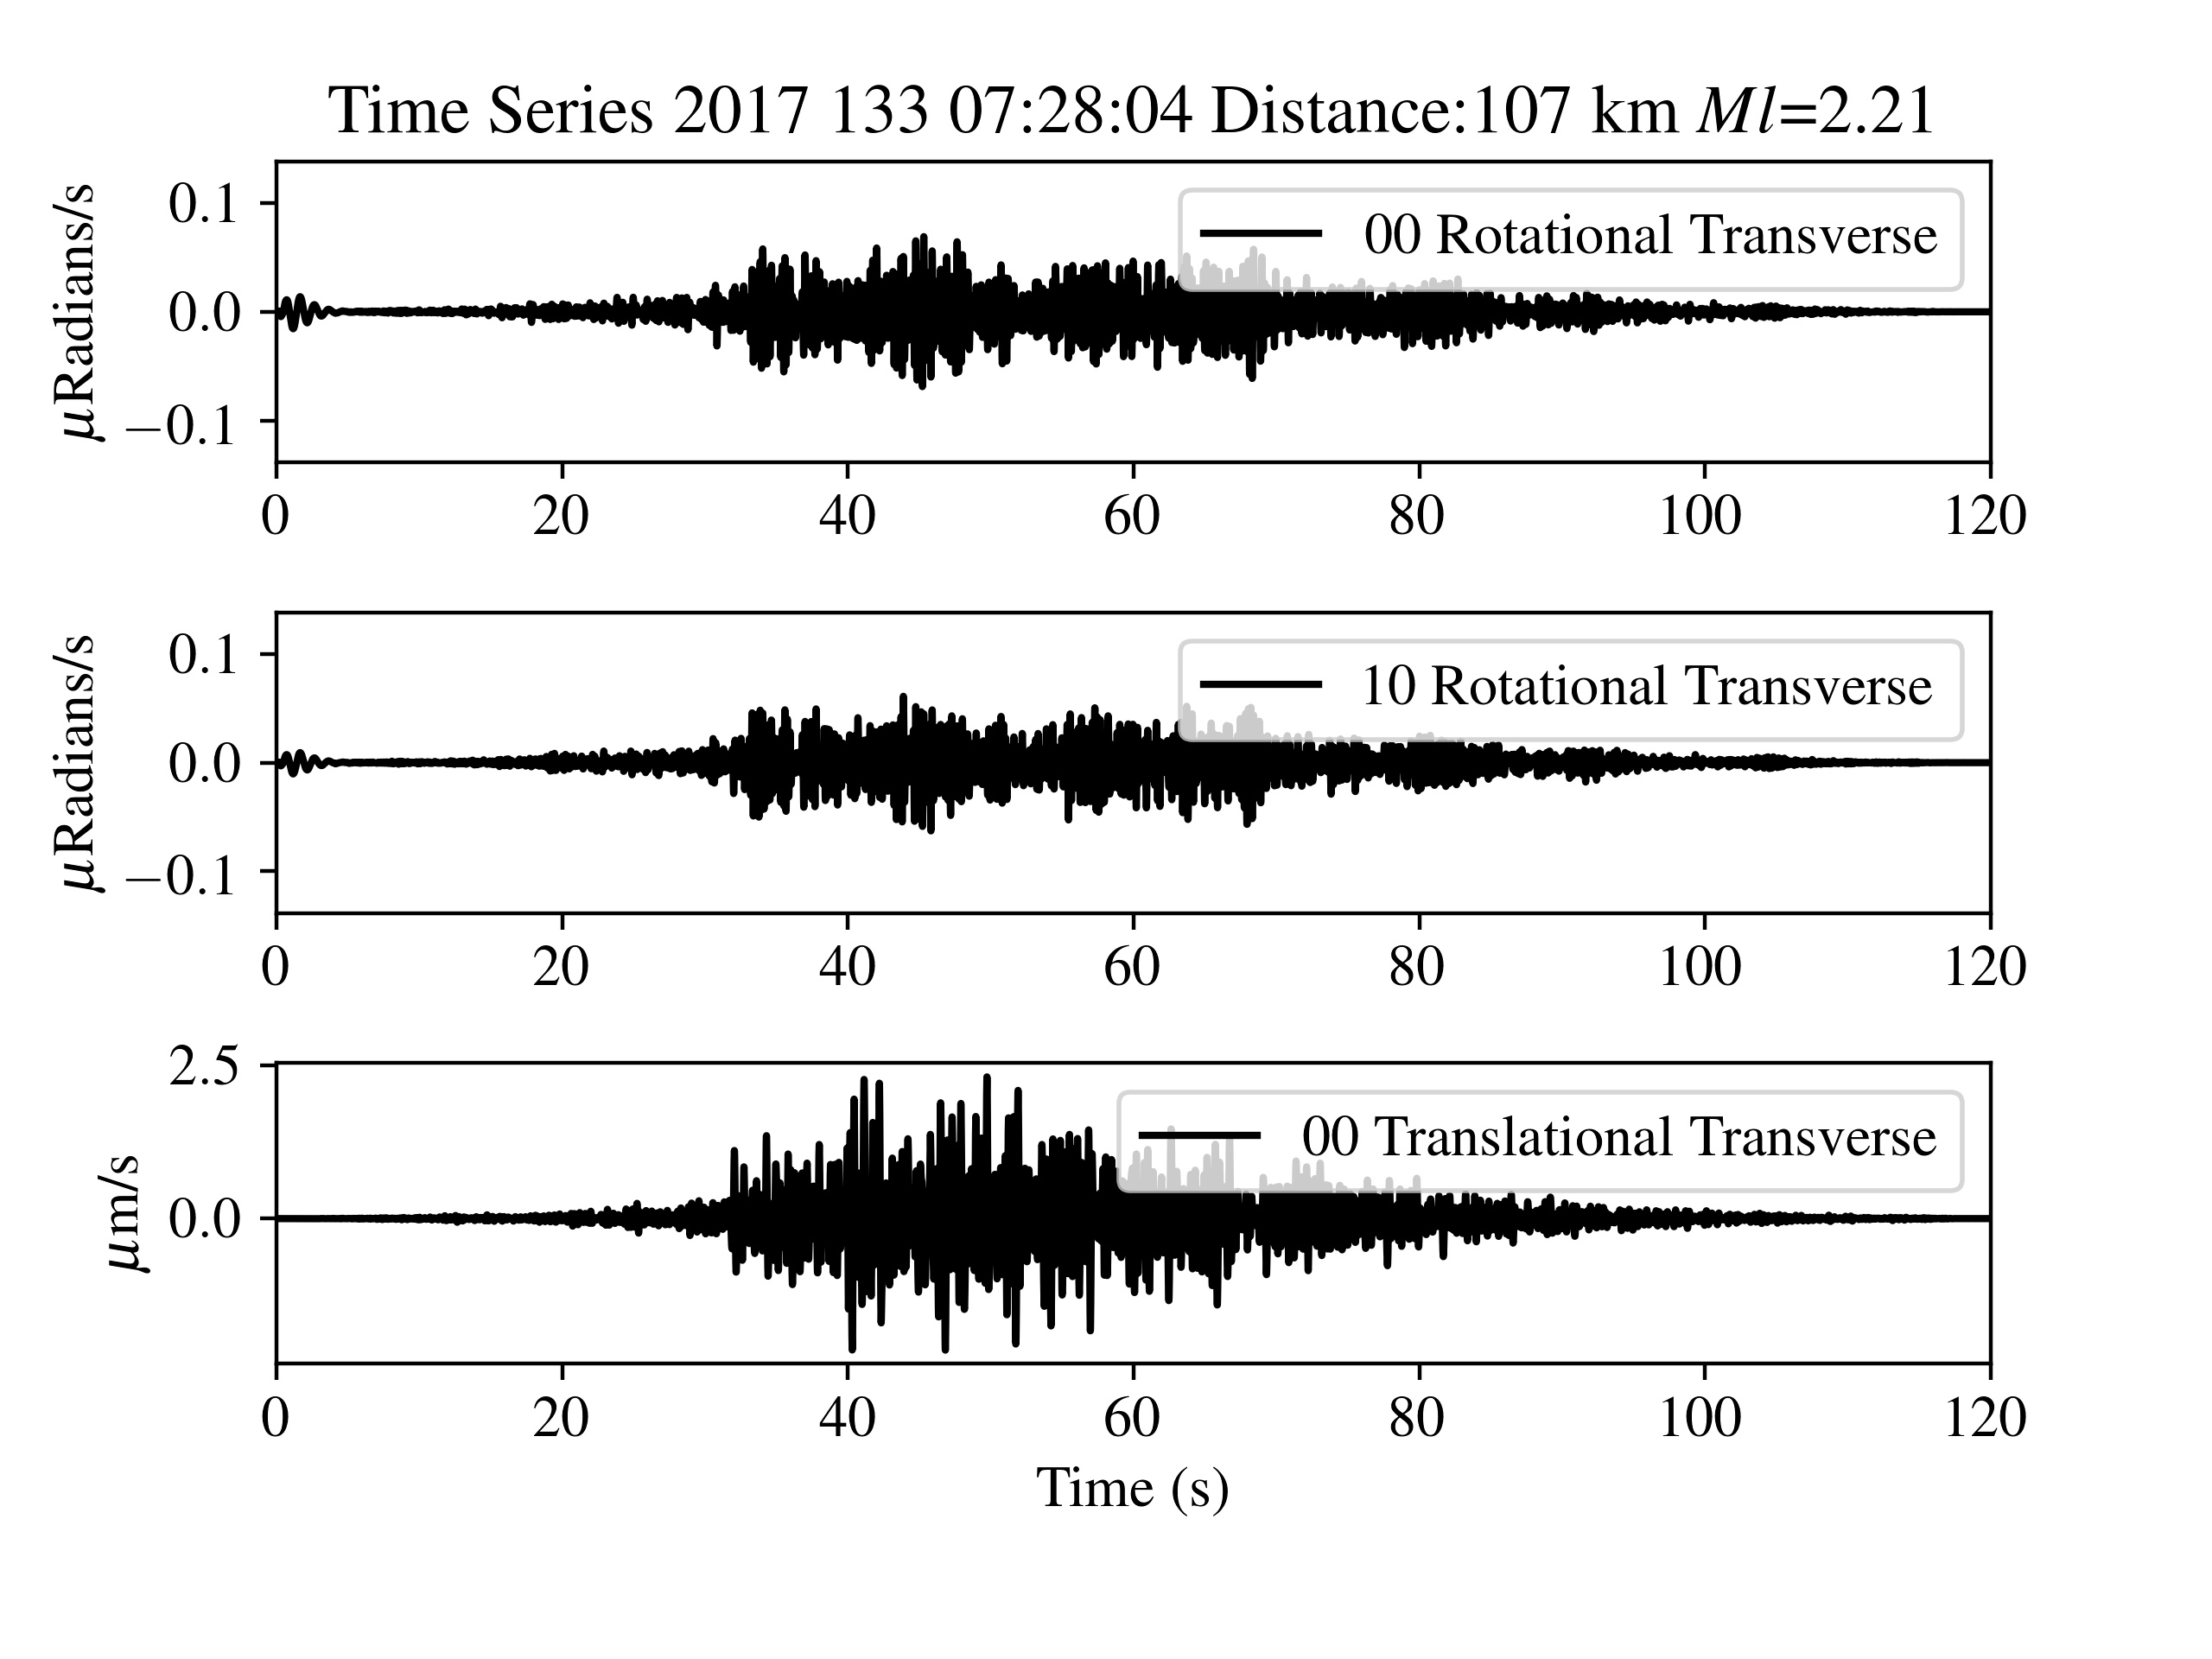 Time Series 2017 133 07:28:04 Distance:107 km Ml=2.21
μRadians/s
0.1
0.0
−0.1
00 Rotational Transverse
0 20 40 60 80 100 120
μRadians/s
0.1
0.0
−0.1
10 Rotational Transverse
0 20 40 60 80 100 120
μm/s
2.5
0.0
00 Translational Transverse
0 20 40 60 80 100 120
Time (s)